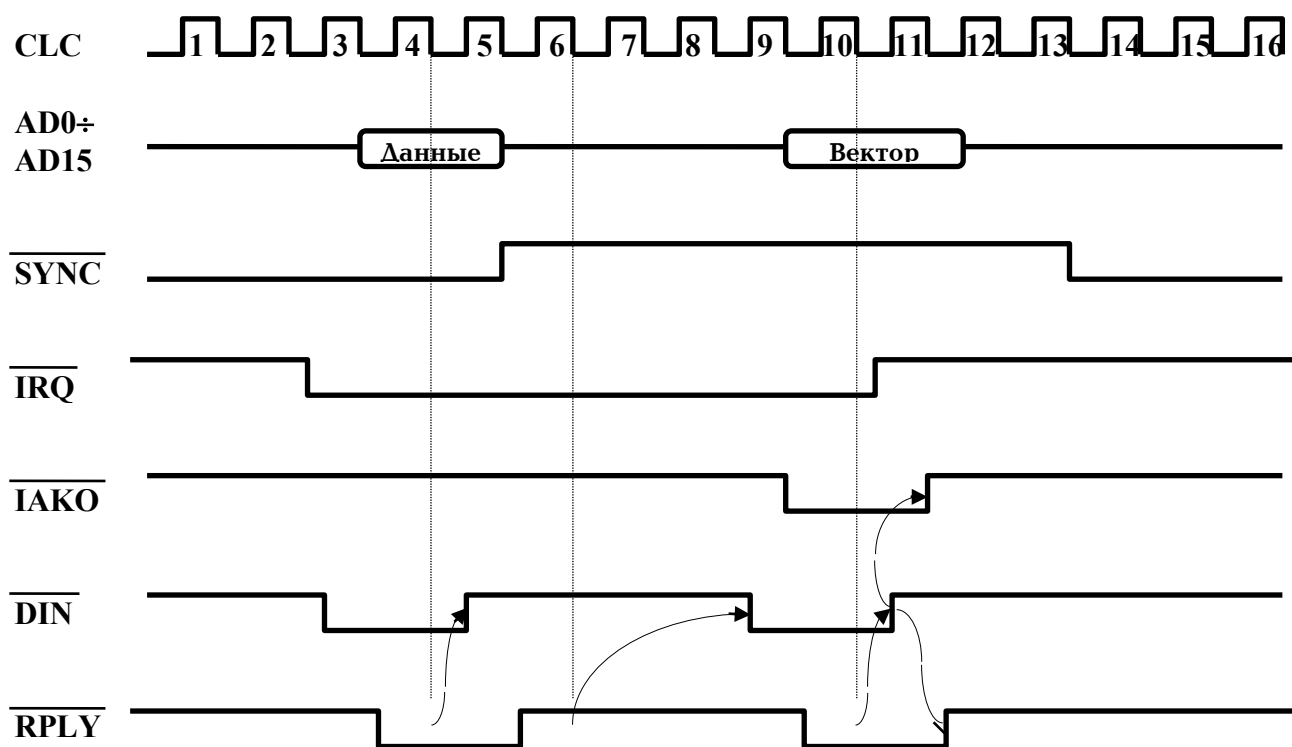 CLC 1 2 3 4 5 6 7 8 9 10 11 12 13 14 15 16
AD0÷
AD15
Данные
Вектор
SYNC
IRQ
IAKO
DIN
RPLY